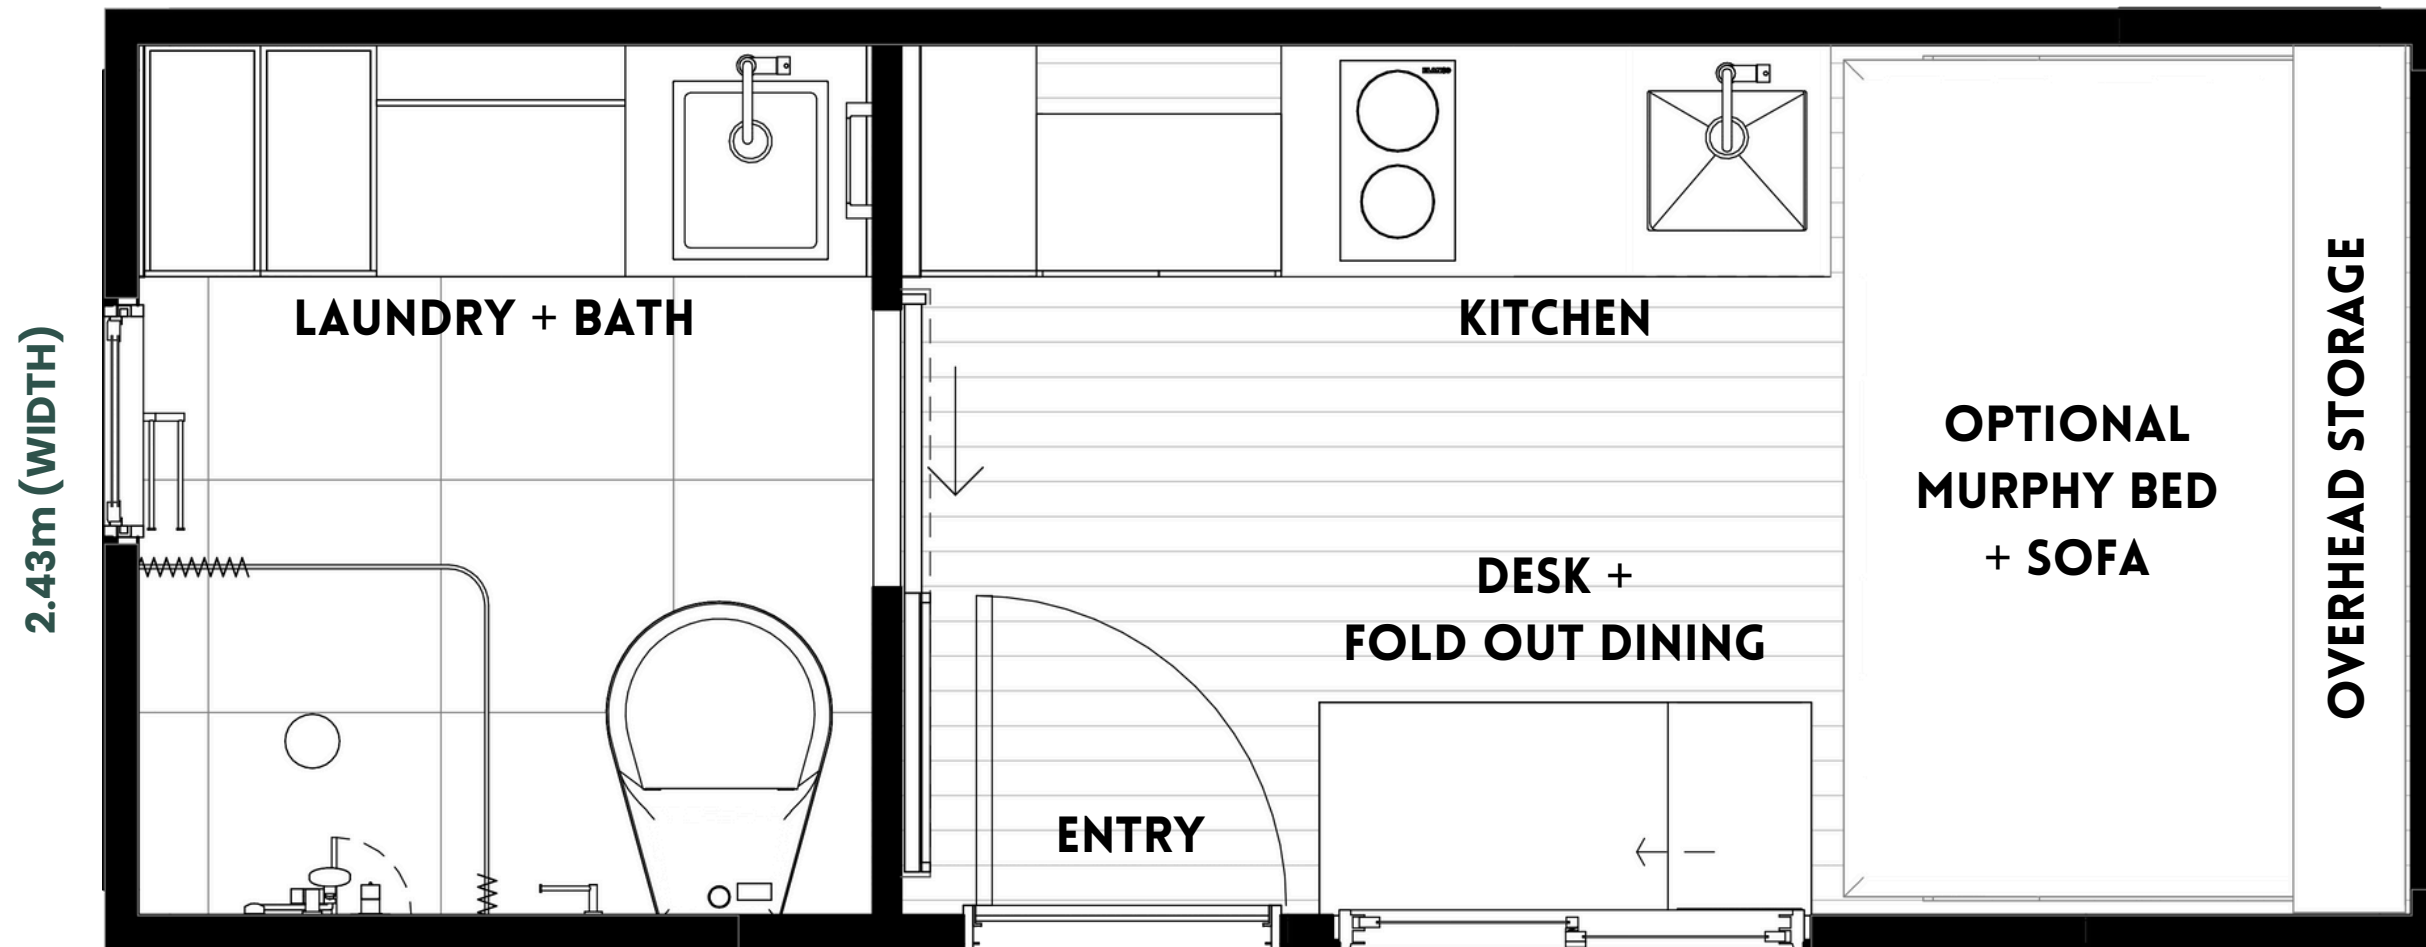 2.43m (WIDTH)
LAUNDRY + BATH
KITCHEN
DESK +
FOLD OUT DINING
ENTRY
OPTIONAL
MURPHY BED
+ SOFA
OVERHEAD STORAGE